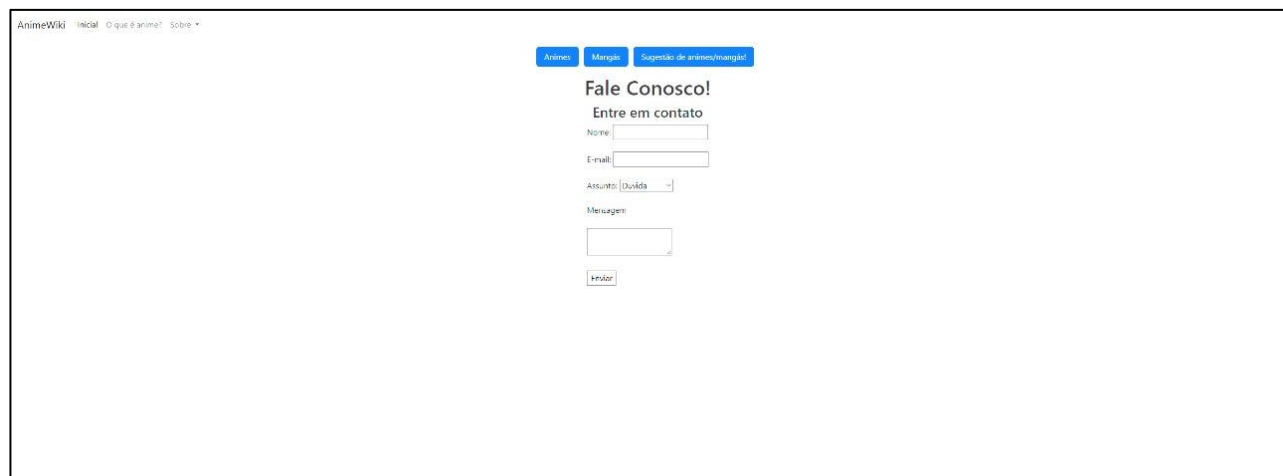 AnimeWiki Inicial O que é anime? Sobre
Animes Mangás Sugestão de animes/mangás!
Fale Conosco!
Entre em contato
Nome:
E-mail:
Assunto: Duvida
Mensagem
Enviar